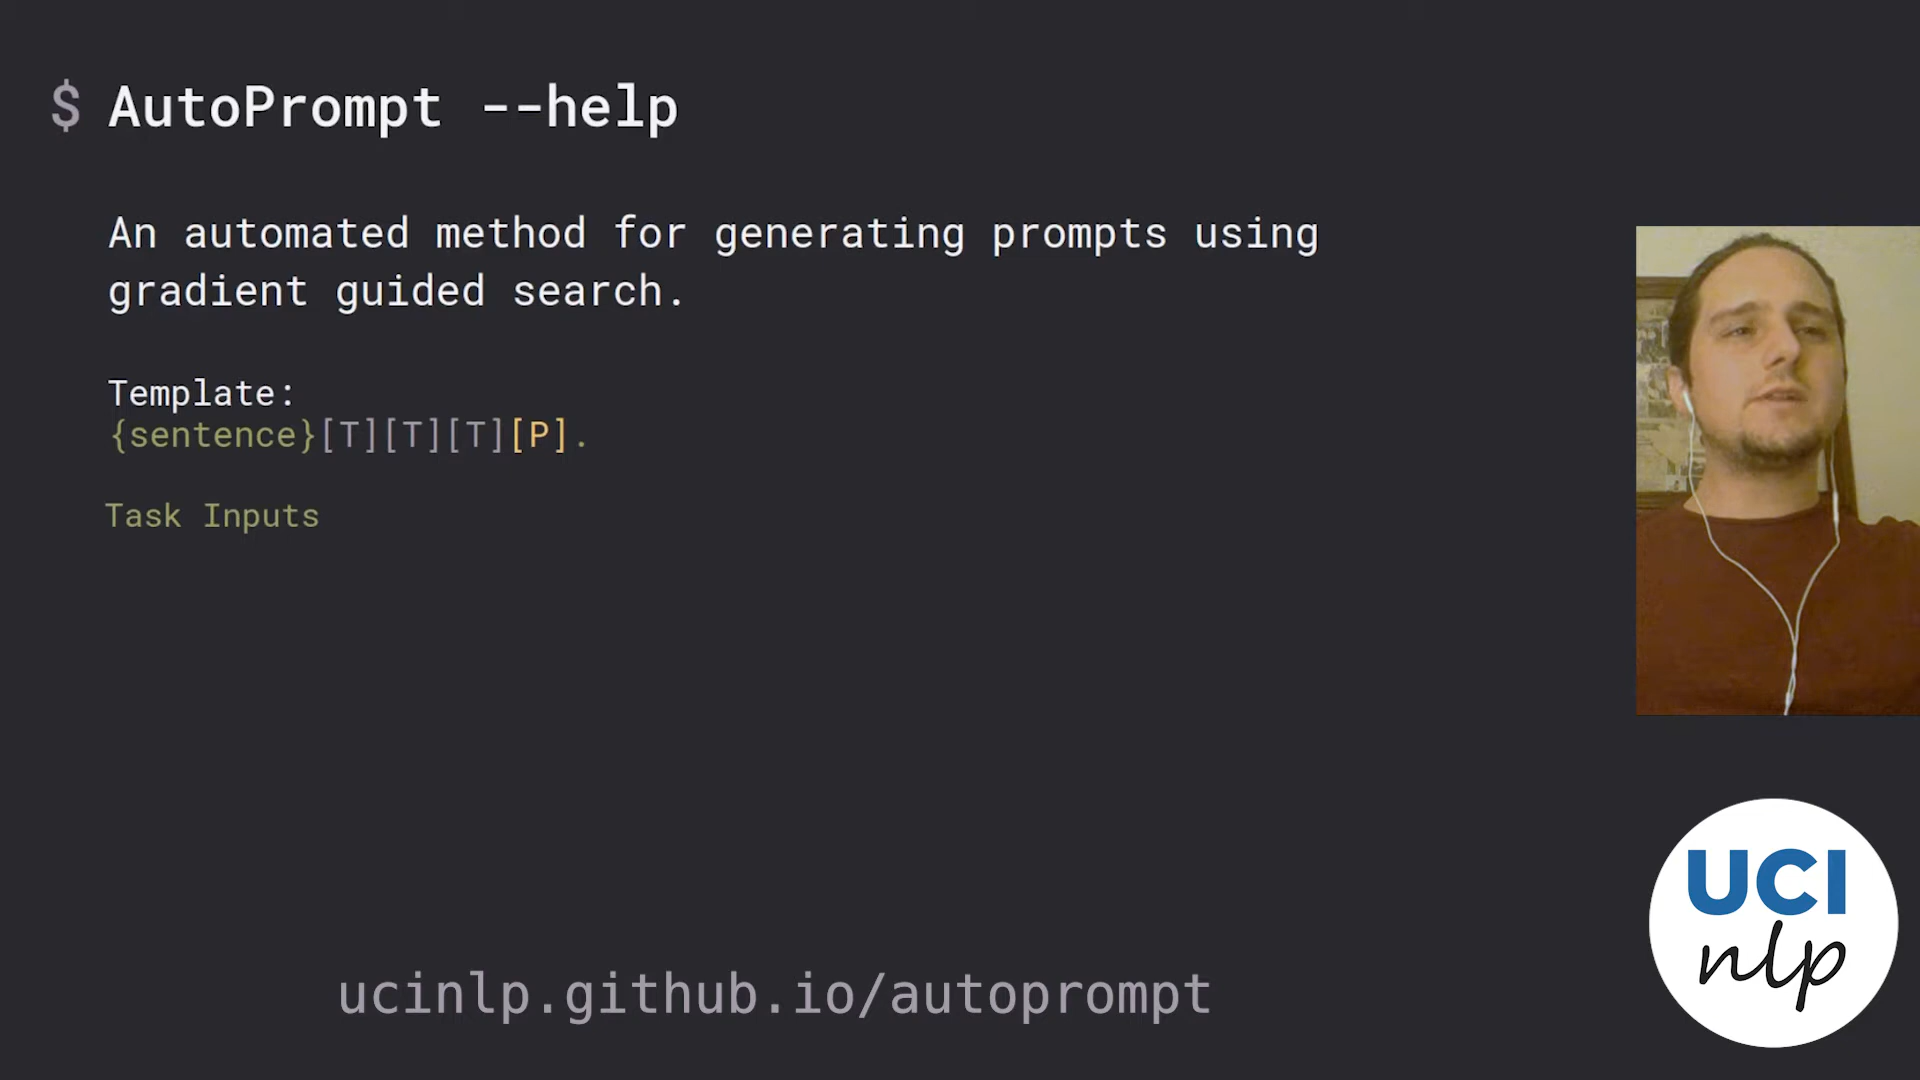 $ AutoPrompt --help
An automated method for generating prompts using
gradient guided search.
Template:
{sentence}[T][T][T][P].
Task Inputs
ucinlp.github.io/autoprompt
UCI
nlp